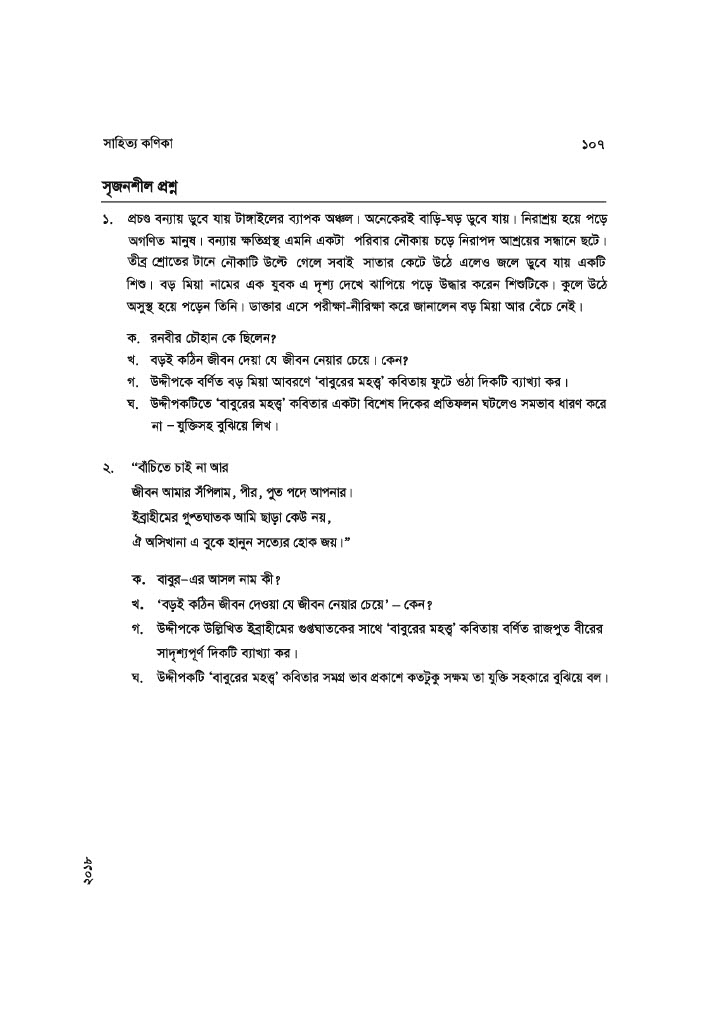 সাহিত্য কণিকা ১০৭
সৃজনশীল প্রশ্ন
১. প্রচণ্ড বন্যায় ডুবে যায় টাঙ্গাইলের ব্যাপক অঞ্চল। অনেকেরই বাড়ি-ঘড় ডুবে যায়। নিরাশ্রয় হয়ে পড়ে
অগণিত মানুষ। বন্যায় ক্ষতিগ্রস্থ এমনি একটা পরিবার নৌকায় চড়ে নিরাপদ আশ্রয়ের সন্ধানে ছটে।
তীব্র শ্রোতের টানে নৌকাটি উল্টে গেলে সবাই সাতার কেটে উঠে এলেও জলে ডুবে যায় একটি
শিশু। বড় মিয়া নামের এক যুবক এ দৃশ্য দেখে ঝাপিয়ে পড়ে উদ্ধার করেন শিশুটিকে। কুলে উঠে
অসুস্থ হয়ে পড়েন তিনি। ডাক্তার এসে পরীক্ষা-নীরিক্ষা করে জানালেন বড় মিয়া আর বেঁচে নেই।
ক. রনবীর চৌহান কে ছিলেন?
খ. বড়ই কঠিন জীবন দেয়া যে জীবন নেয়ার চেয়ে। কেন?
গ. উদ্দীপকে বর্ণিত বড় মিয়া আবরণে ‘বাবুরের মহত্ত্ব’ কবিতায় ফুটে ওঠা দিকটি ব্যাখ্যা কর।
ঘ. উদ্দীপকটিতে ‘বাবুরের মহত্ত্ব’ কবিতার একটা বিশেষ দিকের প্রতিফলন ঘটলেও সমভাব ধারণ করে
না – যুক্তিসহ বুঝিয়ে লিখ।
২. “বাঁচিতে চাই না আর
জীবন আমার সঁপিলাম, পীর, পুত পদে আপনার।
ইব্রাহীমের গুপ্তঘাতক আমি ছাড়া কেউ নয়,
ঐ অসিখানা এ বুকে হানুন সত্যের হোক জয়।”
ক. বাবুর–এর আসল নাম কী?
খ. ‘বড়ই কঠিন জীবন দেওয়া যে জীবন নেয়ার চেয়ে’ – কেন?
গ. উদ্দীপকে উল্লিখিত ইব্রাহীমের গুপ্তঘাতকের সাথে ‘বাবুরের মহত্ত্ব’ কবিতায় বর্ণিত রাজপুত বীরের
সাদৃশ্যপূর্ণ দিকটি ব্যাখ্যা কর।
ঘ. উদ্দীপকটি ‘বাবুরের মহত্ত্ব’ কবিতার সমগ্র ভাব প্রকাশে কতটুকু সক্ষম তা যুক্তি সহকারে বুঝিয়ে বল।
২০১৮